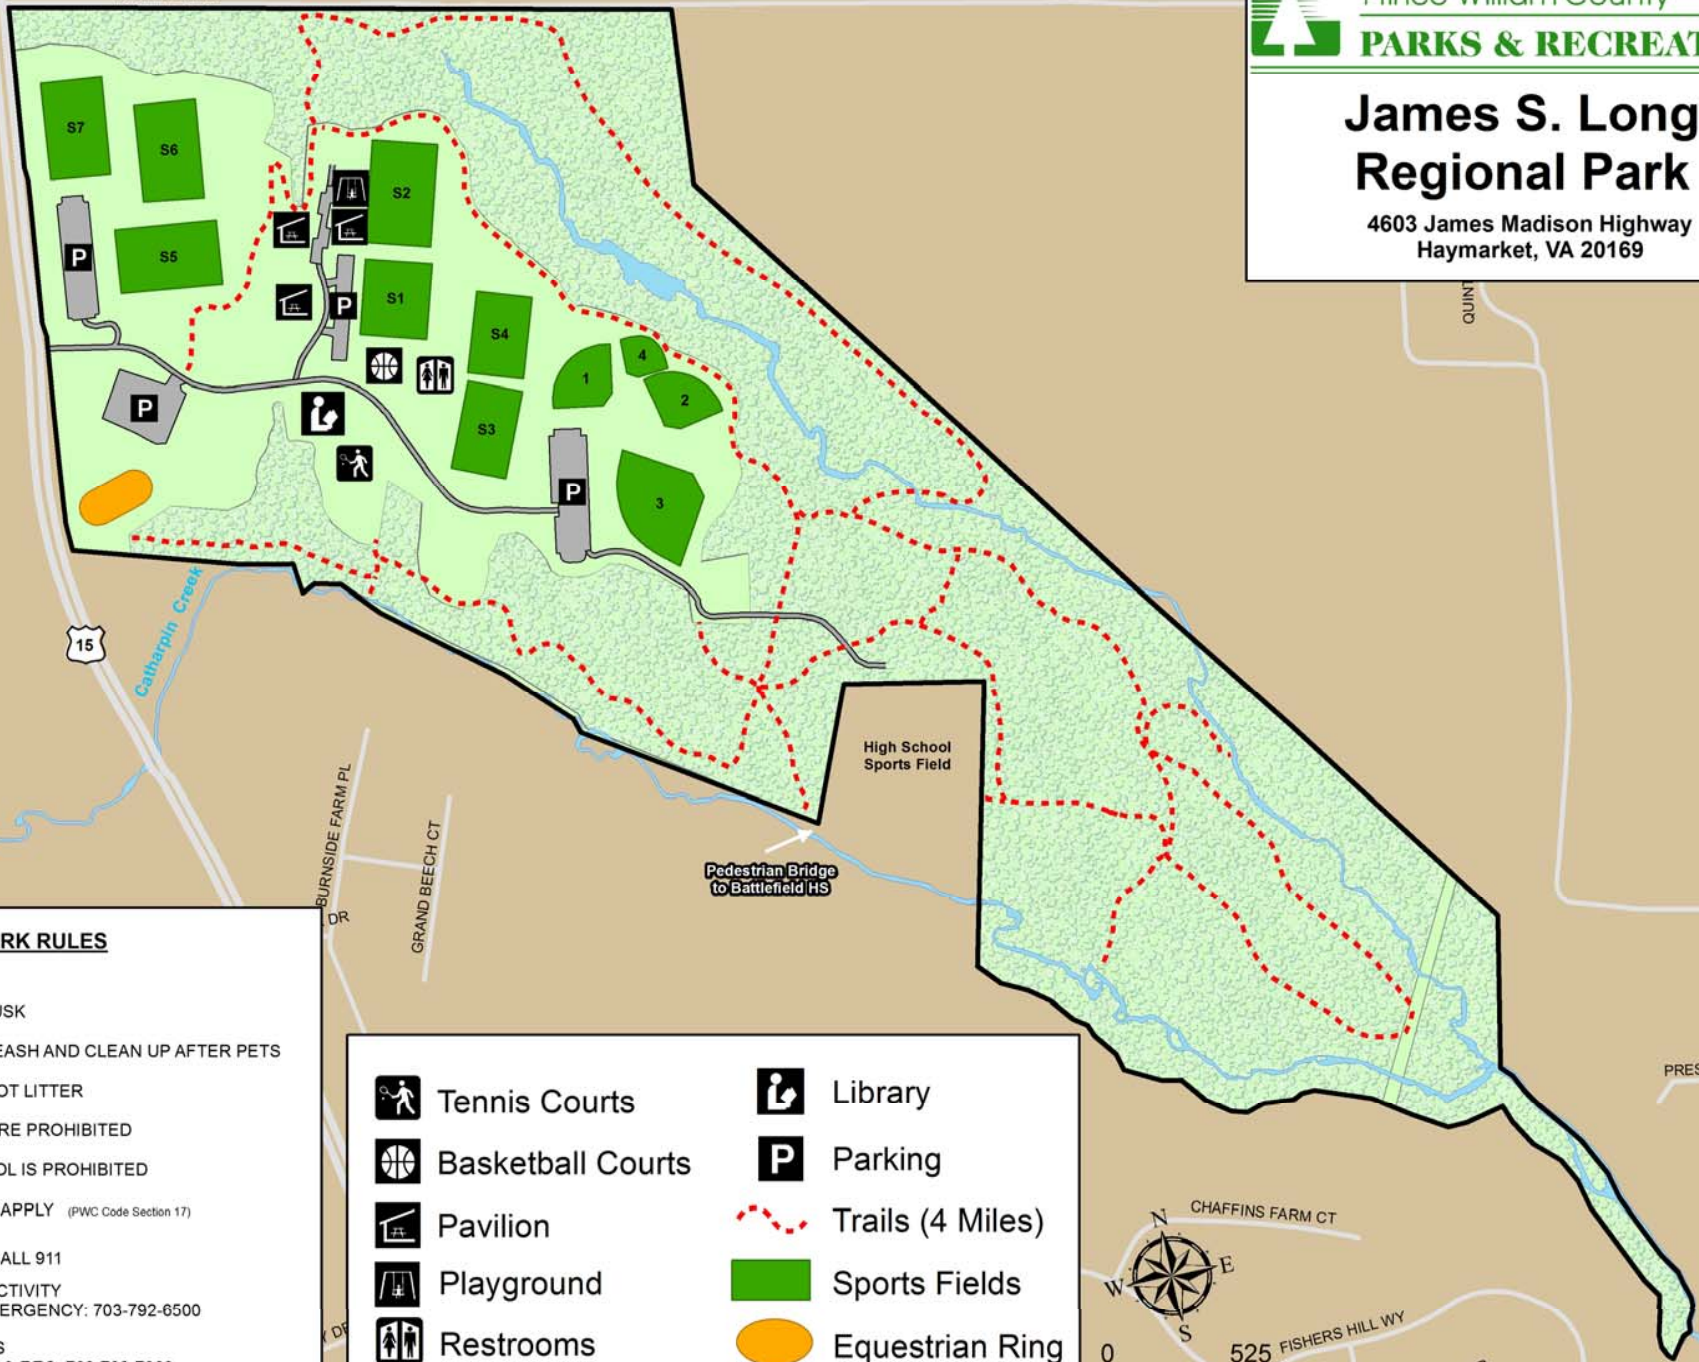 PARKS & RECREAT
James S. Long
Regional Park
4603 James Madison Highway
Haymarket, VA 20169
QUINT
S7
S6
S5
S2
S1
S4
S3
1
4
2
3
P
P
P
P
15
Catharpin Creek
High School
Sports Field
Pedestrian Bridge
to Battlefield HS
BURNSIDE FARM PL
GRAND BEECH CT
DR
RK RULES
USK
EASH AND CLEAN UP AFTER PETS
OT LITTER
RE PROHIBITED
OL IS PROHIBITED
APPLY (PWC Code Section 17)
ALL 911
CTIVITY
ERGENCY: 703-792-6500
S
Y DR
Tennis Courts
Basketball Courts
Pavilion
Playground
Restrooms
Library
P Parking
Trails (4 Miles)
Sports Fields
Equestrian Ring
PRES
CHAFFINS FARM CT
N
E
W
S
0 525
FISHERS HILL WY